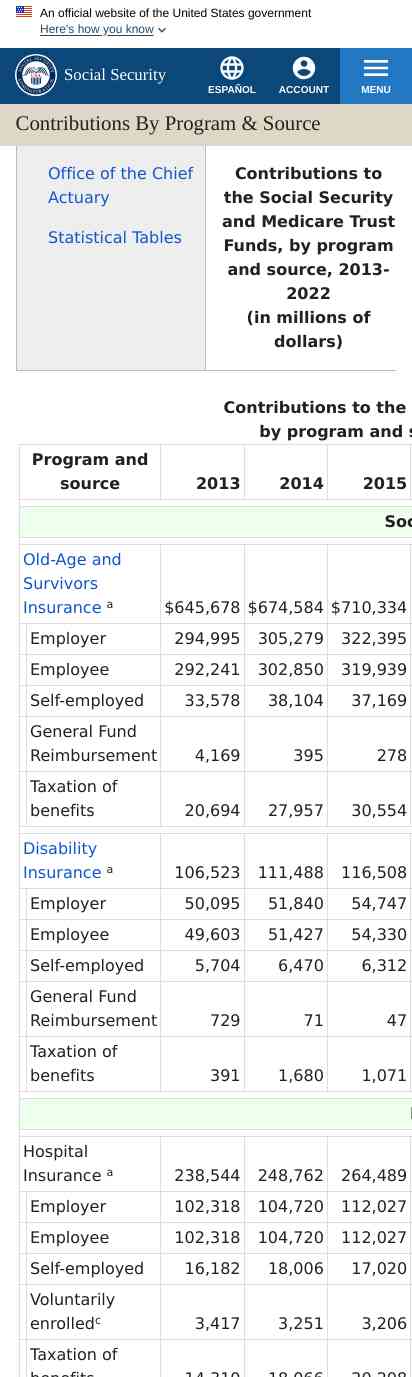 An official website of the United States government
Here's how you know
Social Security
ESPAÑOL
ACCOUNT
MENU
Contributions By Program & Source
Office of the Chief
Actuary
Statistical Tables
Contributions to
the Social Security
and Medicare Trust
Funds, by program
and source, 2013-
2022
(in millions of
dollars)
Contributions to the
by program and
Program and
source 2013 2014 2015
Old-Age and
Survivors
Insurance a $645,678 $674,584 $710,334
Employer 294,995 305,279 322,395
Employee 292,241 302,850 319,939
Self-employed 33,578 38,104 37,169
General Fund
Reimbursement 4,169 395 278
Taxation of
benefits 20,694 27,957 30,554
Disability
Insurance a 106,523 111,488 116,508
Employer 50,095 51,840 54,747
Employee 49,603 51,427 54,330
Self-employed 5,704 6,470 6,312
General Fund
Reimbursement 729 71 47
Taxation of
benefits 391 1,680 1,071
Hospital
Insurance a 238,544 248,762 264,489
Employer 102,318 104,720 112,027
Employee 102,318 104,720 112,027
Self-employed 16,182 18,006 17,020
Voluntarily
enrolledc 3,417 3,251 3,206
Taxation of